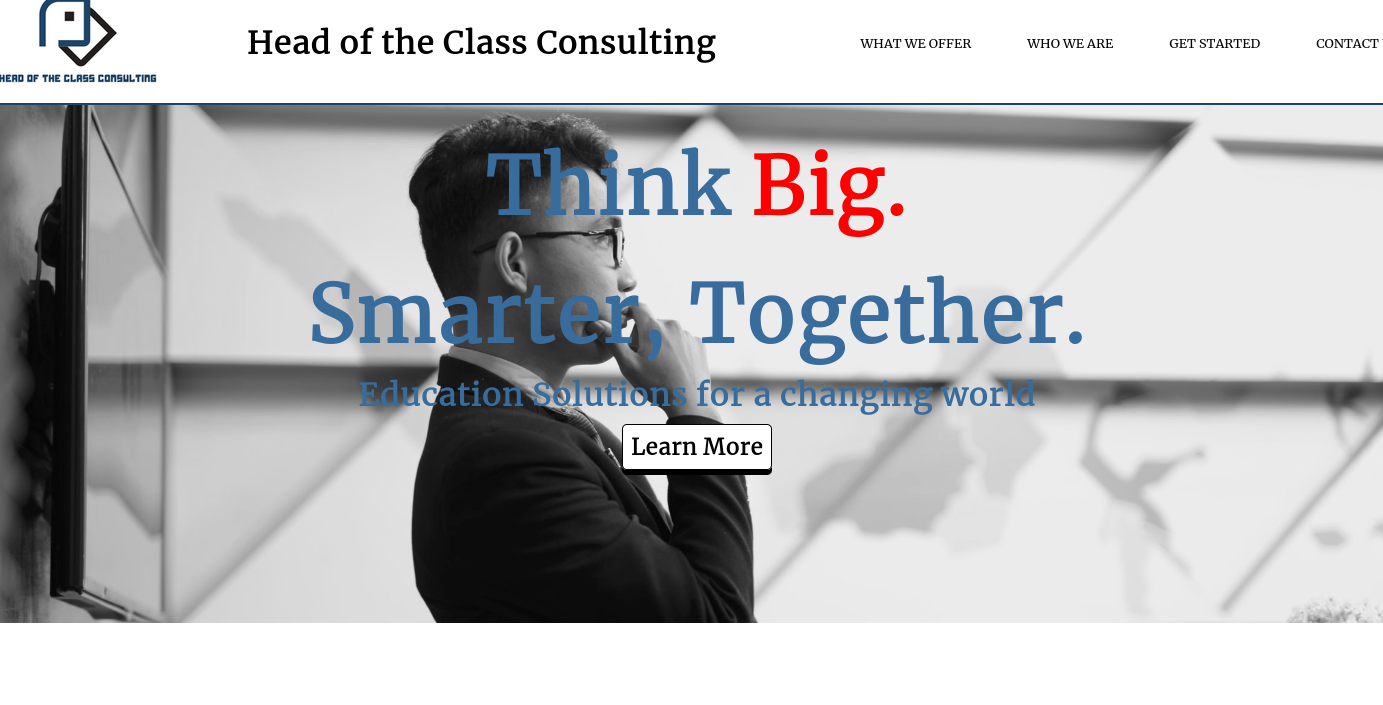 HEAD OF THE CLASS CONSULTING
Head of the Class Consulting
WHAT WE OFFER
WHO WE ARE
GET STARTED
CONTACT
Think Big.
Smarter, Together.
Education Solutions for a changing world
Learn More